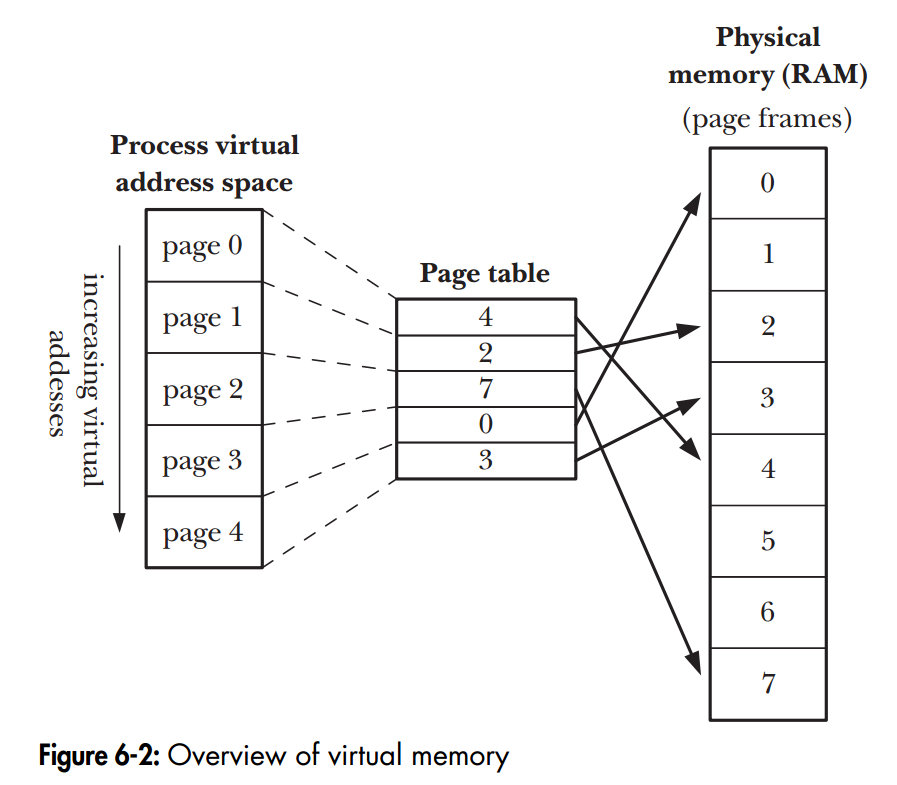 Physical
memory (RAM)
(page frames)
Process virtual
address space
increasing virtual
addesses
page 0
page 1
page 2
page 3
page 4
Page table
4
2
7
0
3
0
1
2
3
4
5
6
7
Figure 6-2: Overview of virtual memory